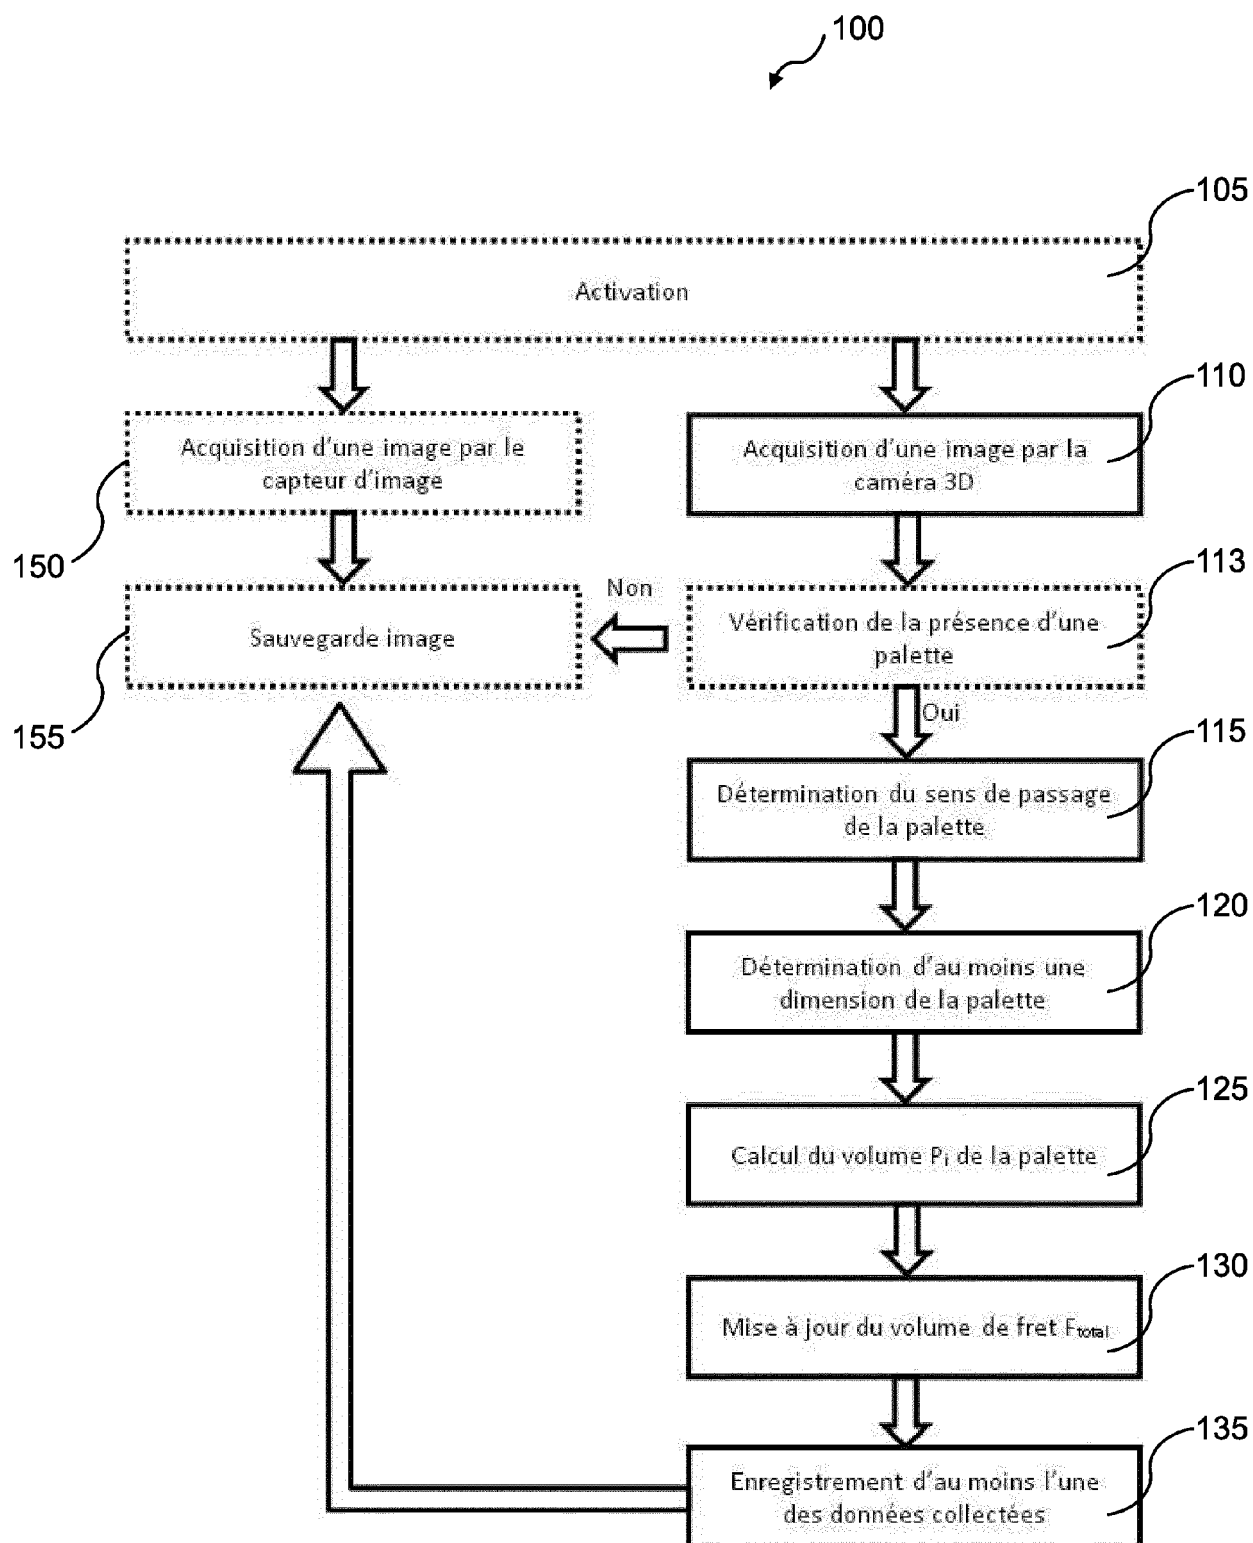 100
105
Activation
110
Acquisition d'une image par le
capteur d'image
Acquisition d'une image par la
caméra 3D
150
113
Non
Sauvegarde image
Vérification de la présence d'une
palette
155
Oui
115
Détermination du sens de passage
de la palette
120
Détermination d'au moins une
dimension de la palette
125
Calcul du volume Pi de la palette
130
Mise à jour du volume de fret Ftotal
135
Enregistrement d'au moins l'une
des données collectées